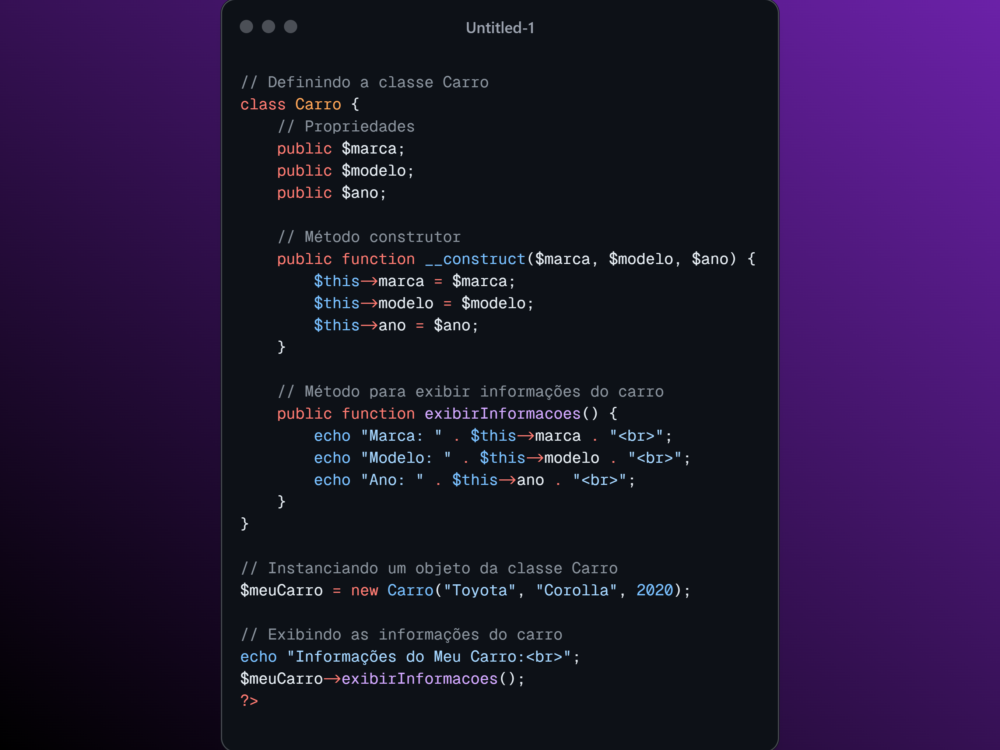 Untitled-1
// Definindo a classe Carro
class Carro {
    // Propriedades
    public $marca;
    public $modelo;
    public $ano;

    // Método construtor
    public function __construct($marca, $modelo, $ano) {
        $this->marca = $marca;
        $this->modelo = $modelo;
        $this->ano = $ano;
    }

    // Método para exibir informações do carro
    public function exibirInformacoes() {
        echo "Marca: " . $this->marca . "<br>";
        echo "Modelo: " . $this->modelo . "<br>";
        echo "Ano: " . $this->ano . "<br>";
    }
}

// Instanciando um objeto da classe Carro
$meuCarro = new Carro("Toyota", "Corolla", 2020);

// Exibindo as informações do carro
echo "Informações do Meu Carro:<br>";
$meuCarro->exibirInformacoes();
?>